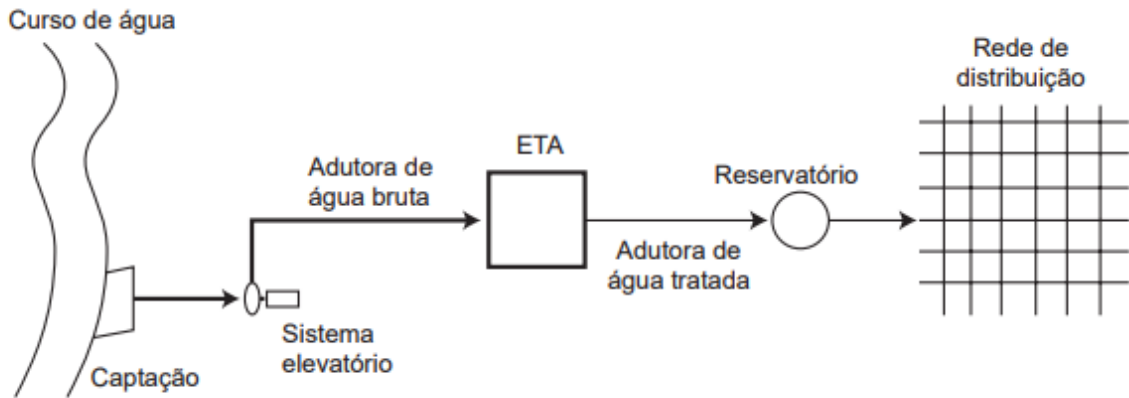 Curso de água
Captação
Sistema
elevatório
Adutora de
água bruta
ETA
Adutora de
água tratada
Reservatório
Rede de
distribuição